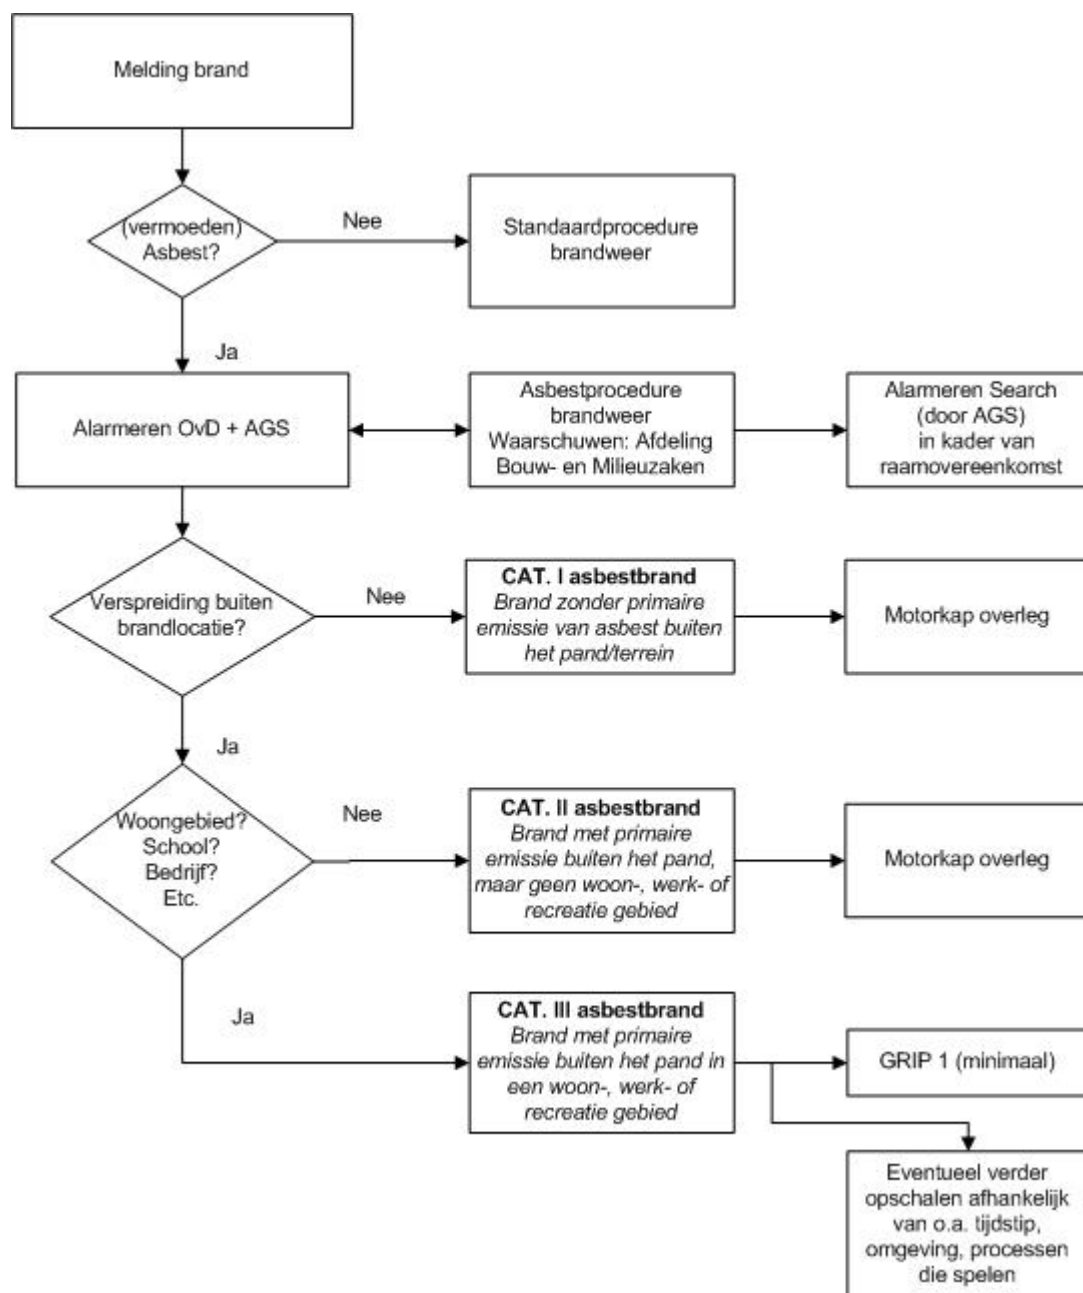 Melding brand
(vermoeden)
Asbest?
Nee
Standaardprocedure
brandweer
Ja
Alarmeren OvD + AGS
Asbestprocedure
brandweer
Waarschuwen: Afdeling
Bouw- en Milieuzaken
Alarmeren Search
(door AGS)
in kader van
raamovereenkomst
Verspreiding buiten
brandlocatie?
Nee
CAT. I asbestbrand
Brand zonder primaire
emissie van asbest buiten
het pand/terrein
Motorkap overleg
Ja
Woongebied?
School?
Bedrijf?
Etc.
Nee
CAT. II asbestbrand
Brand met primaire
emissie buiten het pand,
maar geen woon-, werk- of
recreatie gebied
Motorkap overleg
Ja
CAT. III asbestbrand
Brand met primaire
emissie buiten het pand in
een woon-, werk- of
recreatie gebied
GRIP 1 (minimaal)
Eventueel verder
opschalen afhankelijk
van o.a. tijdstip,
omgeving, processen
die spelen